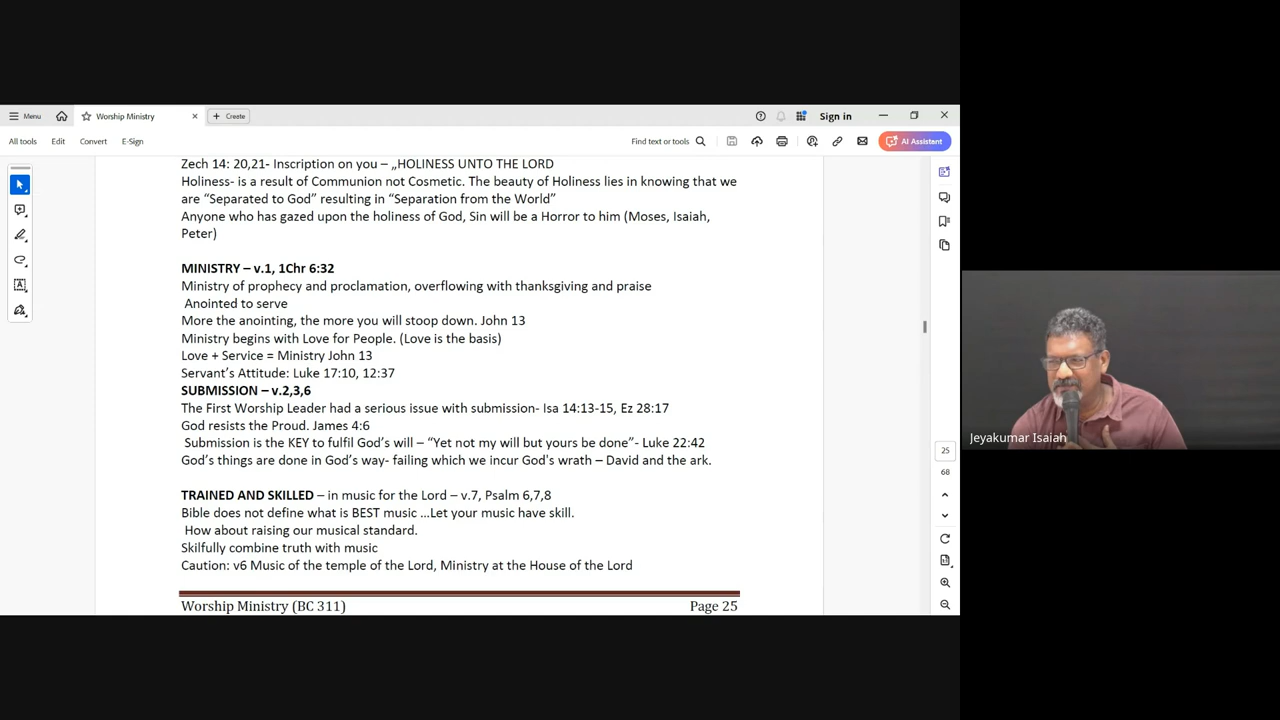 Menu
Worship Ministry
Create
Sign in
All tools
Edit
Convert
E-Sign
Find text or tools
AI Assistant
Zech 14: 20,21- Inscription on you – „HOLINESS UNTO THE LORD
Holiness- is a result of Communion not Cosmetic. The beauty of Holiness lies in knowing that we
are “Separated to God” resulting in “Separation from the World”
Anyone who has gazed upon the holiness of God, Sin will be a Horror to him (Moses, Isaiah,
Peter)
MINISTRY – v.1, 1Chr 6:32
Ministry of prophecy and proclamation, overflowing with thanksgiving and praise
Anointed to serve
More the anointing, the more you will stoop down. John 13
Ministry begins with Love for People. (Love is the basis)
Love + Service = Ministry John 13
Servant’s Attitude: Luke 17:10, 12:37
SUBMISSION – v.2,3,6
The First Worship Leader had a serious issue with submission- Isa 14:13-15, Ez 28:17
God resists the Proud. James 4:6
Submission is the KEY to fulfil God’s will – “Yet not my will but yours be done”- Luke 22:42
God’s things are done in God’s way- failing which we incur God's wrath – David and the ark.
TRAINED AND SKILLED – in music for the Lord – v.7, Psalm 6,7,8
Bible does not define what is BEST music ...Let your music have skill.
How about raising our musical standard.
Skilfully combine truth with music
Caution: v6 Music of the temple of the Lord, Ministry at the House of the Lord
Worship Ministry (BC 311)
Page 25
25
68
Jeyakumar Isaiah